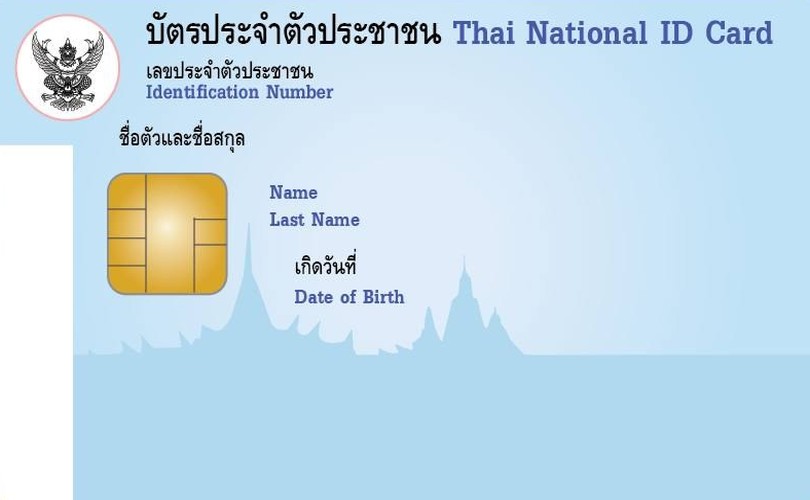 บัตรประจำตัวประชาชน Thai National ID Card
เลขประจำตัวประชาชน
Identification Number
ชื่อตัวและชื่อสกุล
Name
Last Name
เกิดวันที่
Date of Birth